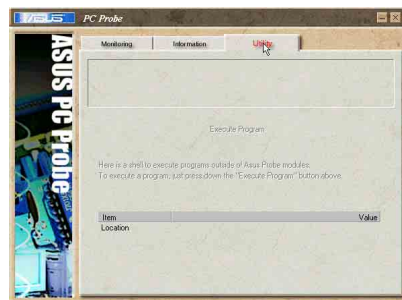 ASUS PC Probe
Monitoring Information Utility
ASUS PC Probe
Execute Program
Here is a shell to execute programs outside of Asus Probe modules.
To execute a program, just press down the "Execute Program" button above.
Item Value
Location